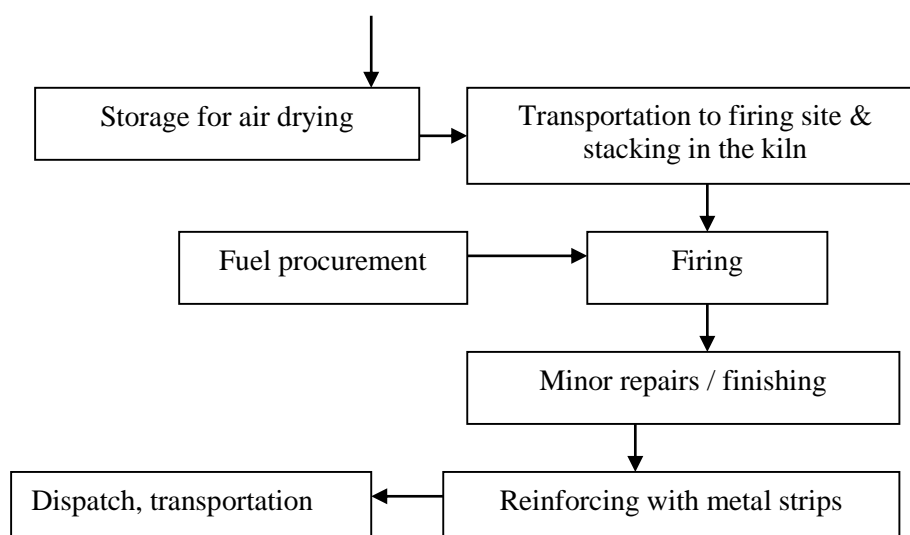 Storage for air drying
Transportation to firing site &
stacking in the kiln
Fuel procurement
Firing
Minor repairs / finishing
Reinforcing with metal strips
Dispatch, transportation